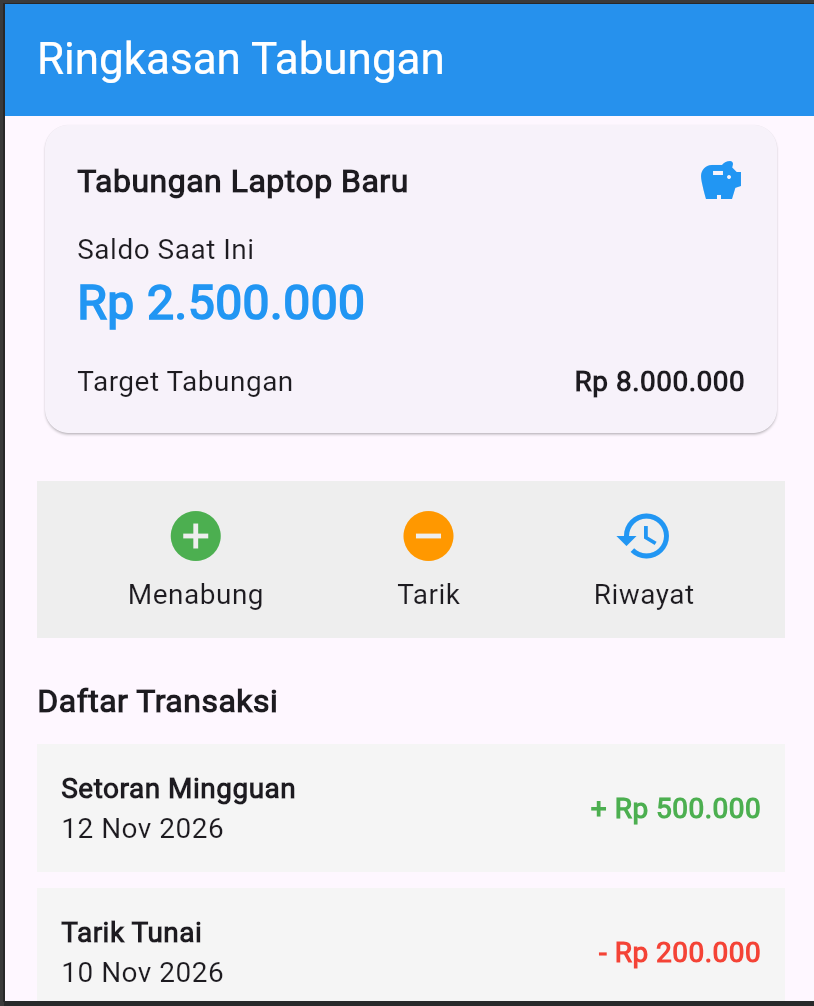 Ringkasan Tabungan
Tabungan Laptop Baru
Saldo Saat Ini
Rp 2.500.000
Target Tabungan Rp 8.000.000
Menabung Tarik Riwayat
Daftar Transaksi
Setoran Mingguan
+ Rp 500.000
12 Nov 2026
Tarik Tunai
- Rp 200.000
10 Nov 2026